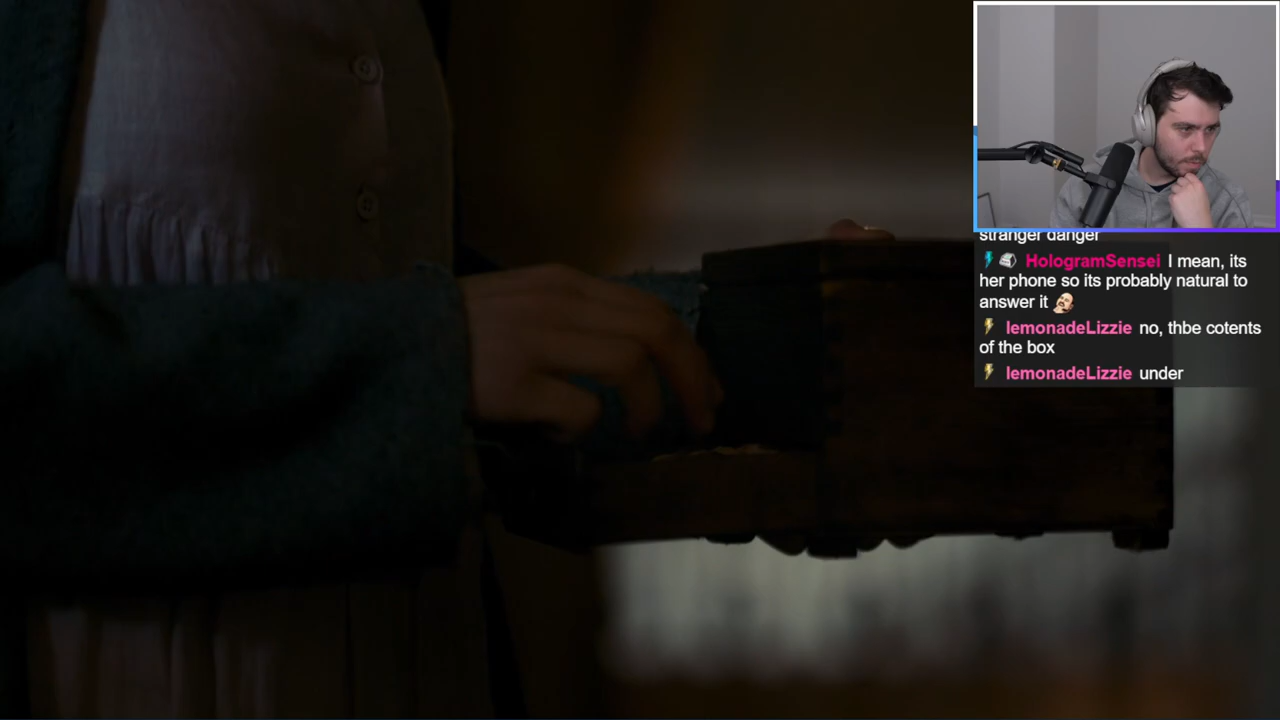 stranger danger
HologramSensei I mean, its
her phone so its probably natural to
answer it
lemonadeLizzie no, thbe cotents
of the box
lemonadeLizzie under